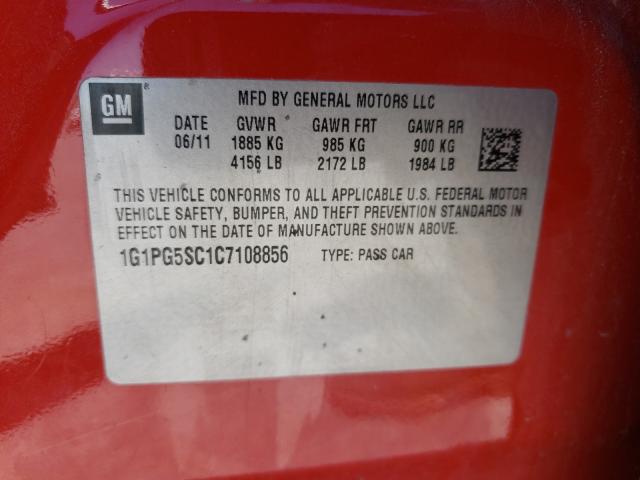 GM ®
MFD BY GENERAL MOTORS LLC
DATE GVWR GAWR FRT GAWR RR
06/11 1885 KG 985 KG 900 KG
4156 LB 2172 LB 1984 LB
THIS VEHICLE CONFORMS TO ALL APPLICABLE U.S. FEDERAL MOTOR
VEHICLE SAFETY, BUMPER, AND THEFT PREVENTION STANDARDS IN
EFFECT ON THE DATE OF MANUFACTURE SHOWN ABOVE.
1G1PG5SC1C7108856 TYPE: PASS CAR